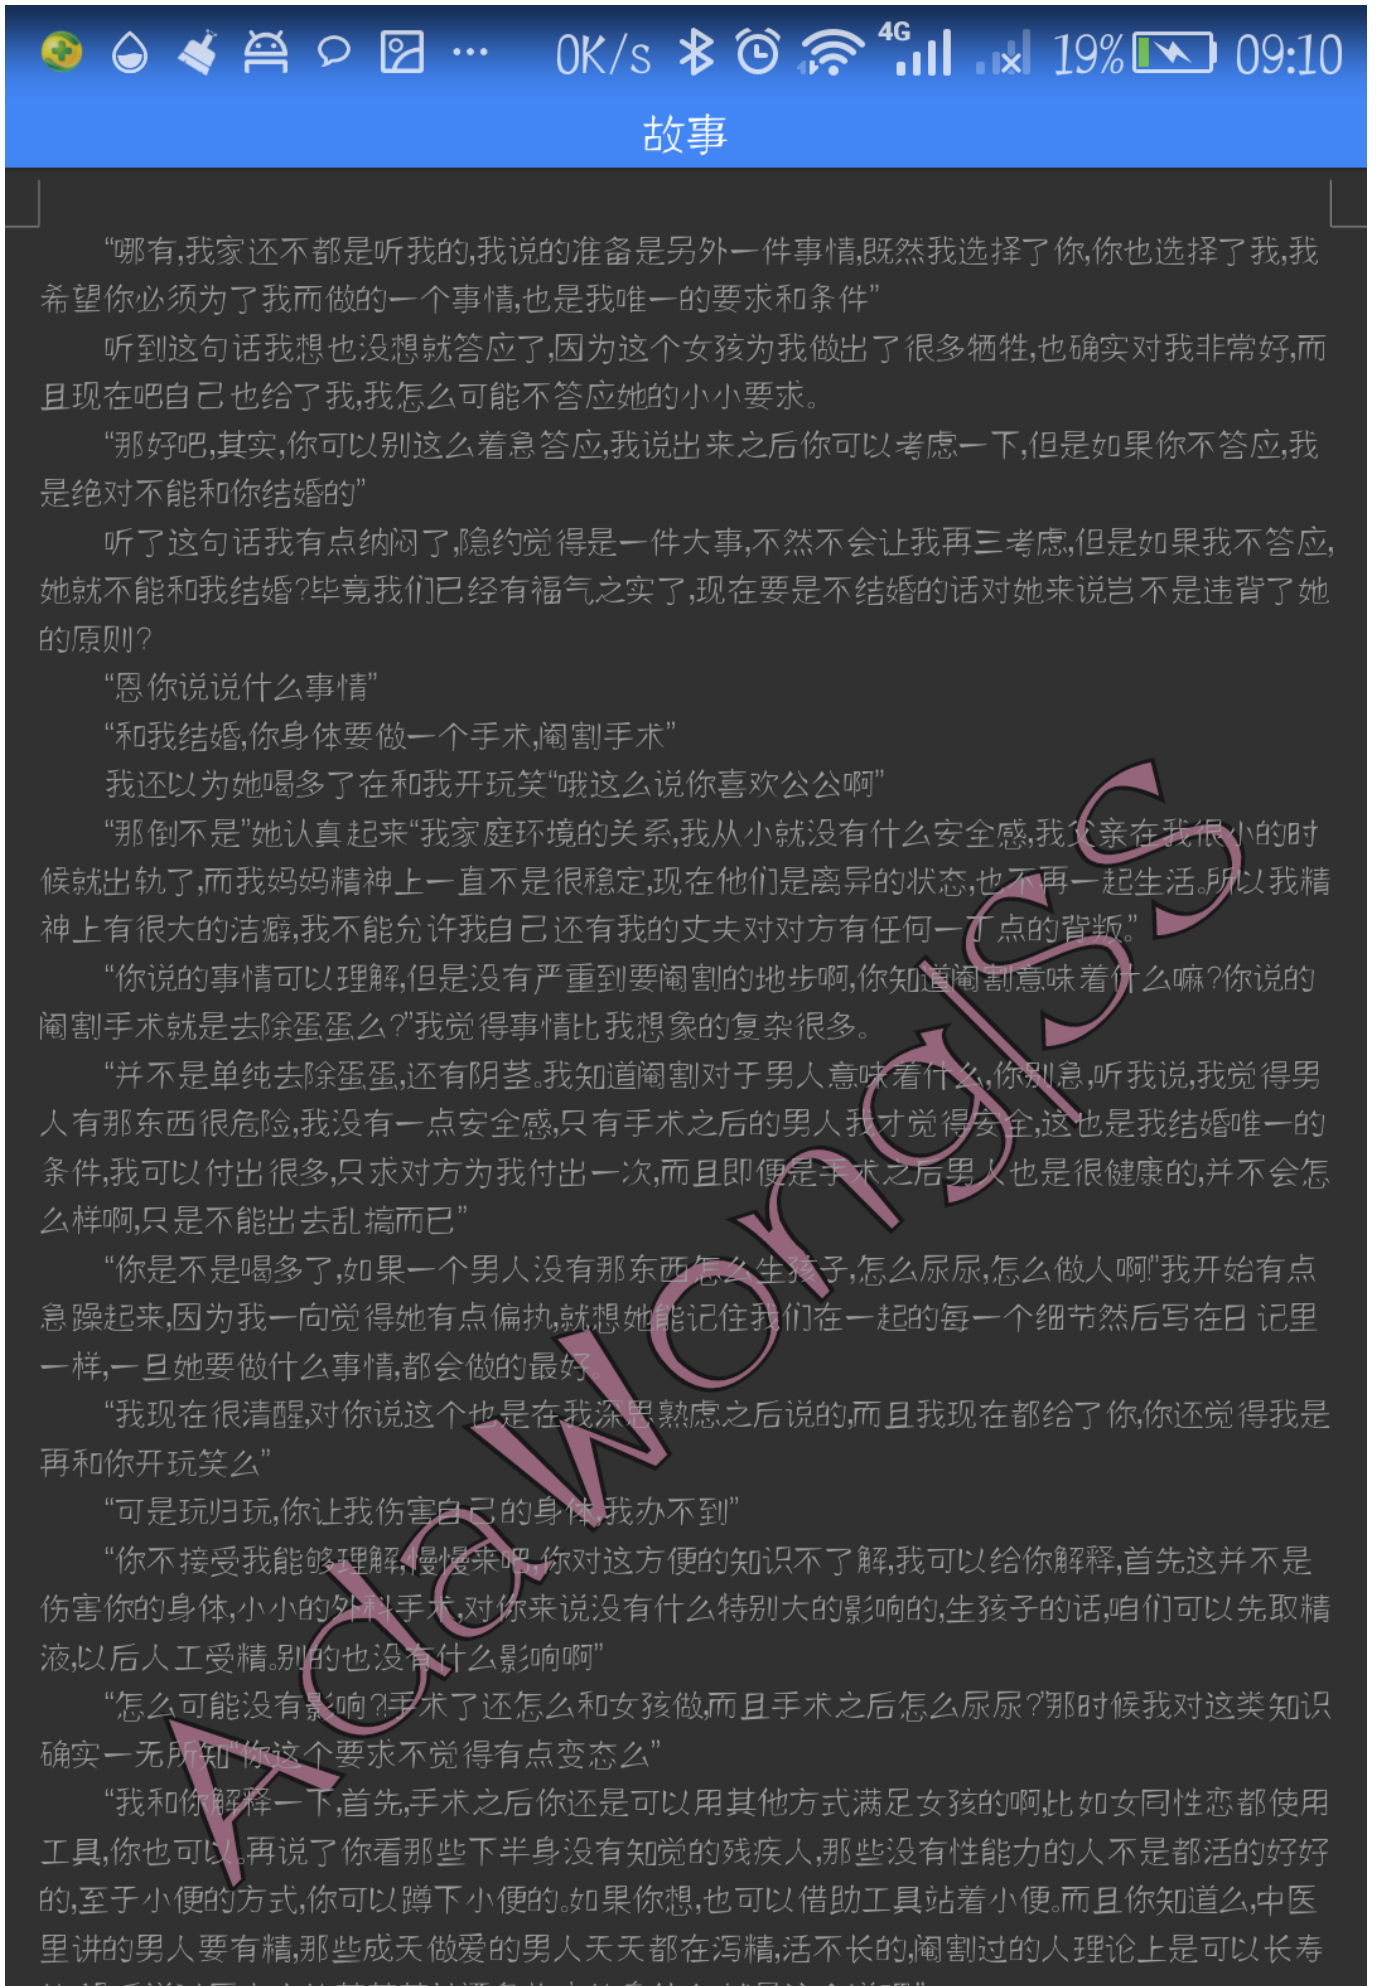 0K/s 4G 19% 09:10
故事
“哪有,我家还不都是听我的,我说的准备是另外一件事情,既然我选择了你,你也选择了我,我
希望你必须为了我而做的一个事情,也是我唯一的要求和条件”
听到这句话我想也没想就答应了,因为这个女孩为我做出了很多牺牲,也确实对我非常好,而
且现在吧自己也给了我,我怎么可能不答应她的小小要求。
“那好吧,其实,你可以别这么着急答应,我说出来之后你可以考虑一下,但是如果你不答应,我
是绝对不能和你结婚的”
听了这句话我有点纳闷了,隐约觉得是一件大事,不然不会让我再三考虑,但是如果我不答应,
她就不能和我结婚?毕竟我们已经有福气之实了,现在要是不结婚的话对她来说岂不是违背了她
的原则?
“恩你说说什么事情”
“和我结婚,你身体要做一个手术,阉割手术”
我还以为她喝多了在和我开玩笑“哦这么说你喜欢公公啊”
“那倒不是”她认真起来“我家庭环境的关系,我从小就没有什么安全感,我父亲在我很小的时
候就出轨了,而我妈妈精神上一直不是很稳定,现在他们是离异的状态,也不再一起生活。所以我精
神上有很大的洁癖,我不能允许我自己还有我的丈夫对对方有任何一丁点的背叛。”
“你说的事情可以理解,但是没有严重到要阉割的地步啊,你知道阉割意味着什么嘛?你说的
阉割手术就是去除蛋蛋么?”我觉得事情比我想象的复杂很多。
“并不是单纯去除蛋蛋,还有阴茎。我知道阉割对于男人意味着什么,你别急,听我说,我觉得男
人有那东西很危险,我没有一点安全感,只有手术之后的男人我才觉得安全,这也是我结婚唯一的
条件,我可以付出很多,只求对方为我付出一次,而且即便是手术之后男人也是很健康的,并不会怎
么样啊,只是不能出去乱搞而已”
“你是不是喝多了,如果一个男人没有那东西怎么生孩子,怎么尿尿,怎么做人啊!”我开始有点
急躁起来,因为我一向觉得她有点偏执,就想她能记住我们在一起的每一个细节然后写在日记里
一样,一旦她要做什么事情,都会做的最好。
“我现在很清醒,对你说这个也是在我深思熟虑之后说的,而且我现在都给了你,你还觉得我是
再和你开玩笑么”
“可是玩归玩,你让我伤害自己的身体,我办不到”
“你不接受我能够理解,慢慢来吧,你对这方便的知识不了解,我可以给你解释,首先这并不是
伤害你的身体,小小的外科手术,对你来说没有什么特别大的影响的,生孩子的话,咱们可以先取精
液,以后人工受精。别的也没有什么影响啊”
“怎么可能没有影响?!手术了还怎么和女孩做,而且手术之后怎么尿尿?”那时候我对这类知识
确实一无所知“你这个要求不觉得有点变态么”
“我和你解释一下,首先,手术之后你还是可以用其他方式满足女孩的啊,比如女同性恋都使用
工具,你也可以。再说了你看那些下半身没有知觉的残疾人,那些没有性能力的人不是都活的好好
的,至于小便的方式,你可以蹲下小便的。如果你想,也可以借助工具站着小便。而且你知道么,中医
里讲的男人要有精,那些成天做爱的男人天天都在泻精,活不长的,阉割过的人理论上是可以长寿
Adawong|SS